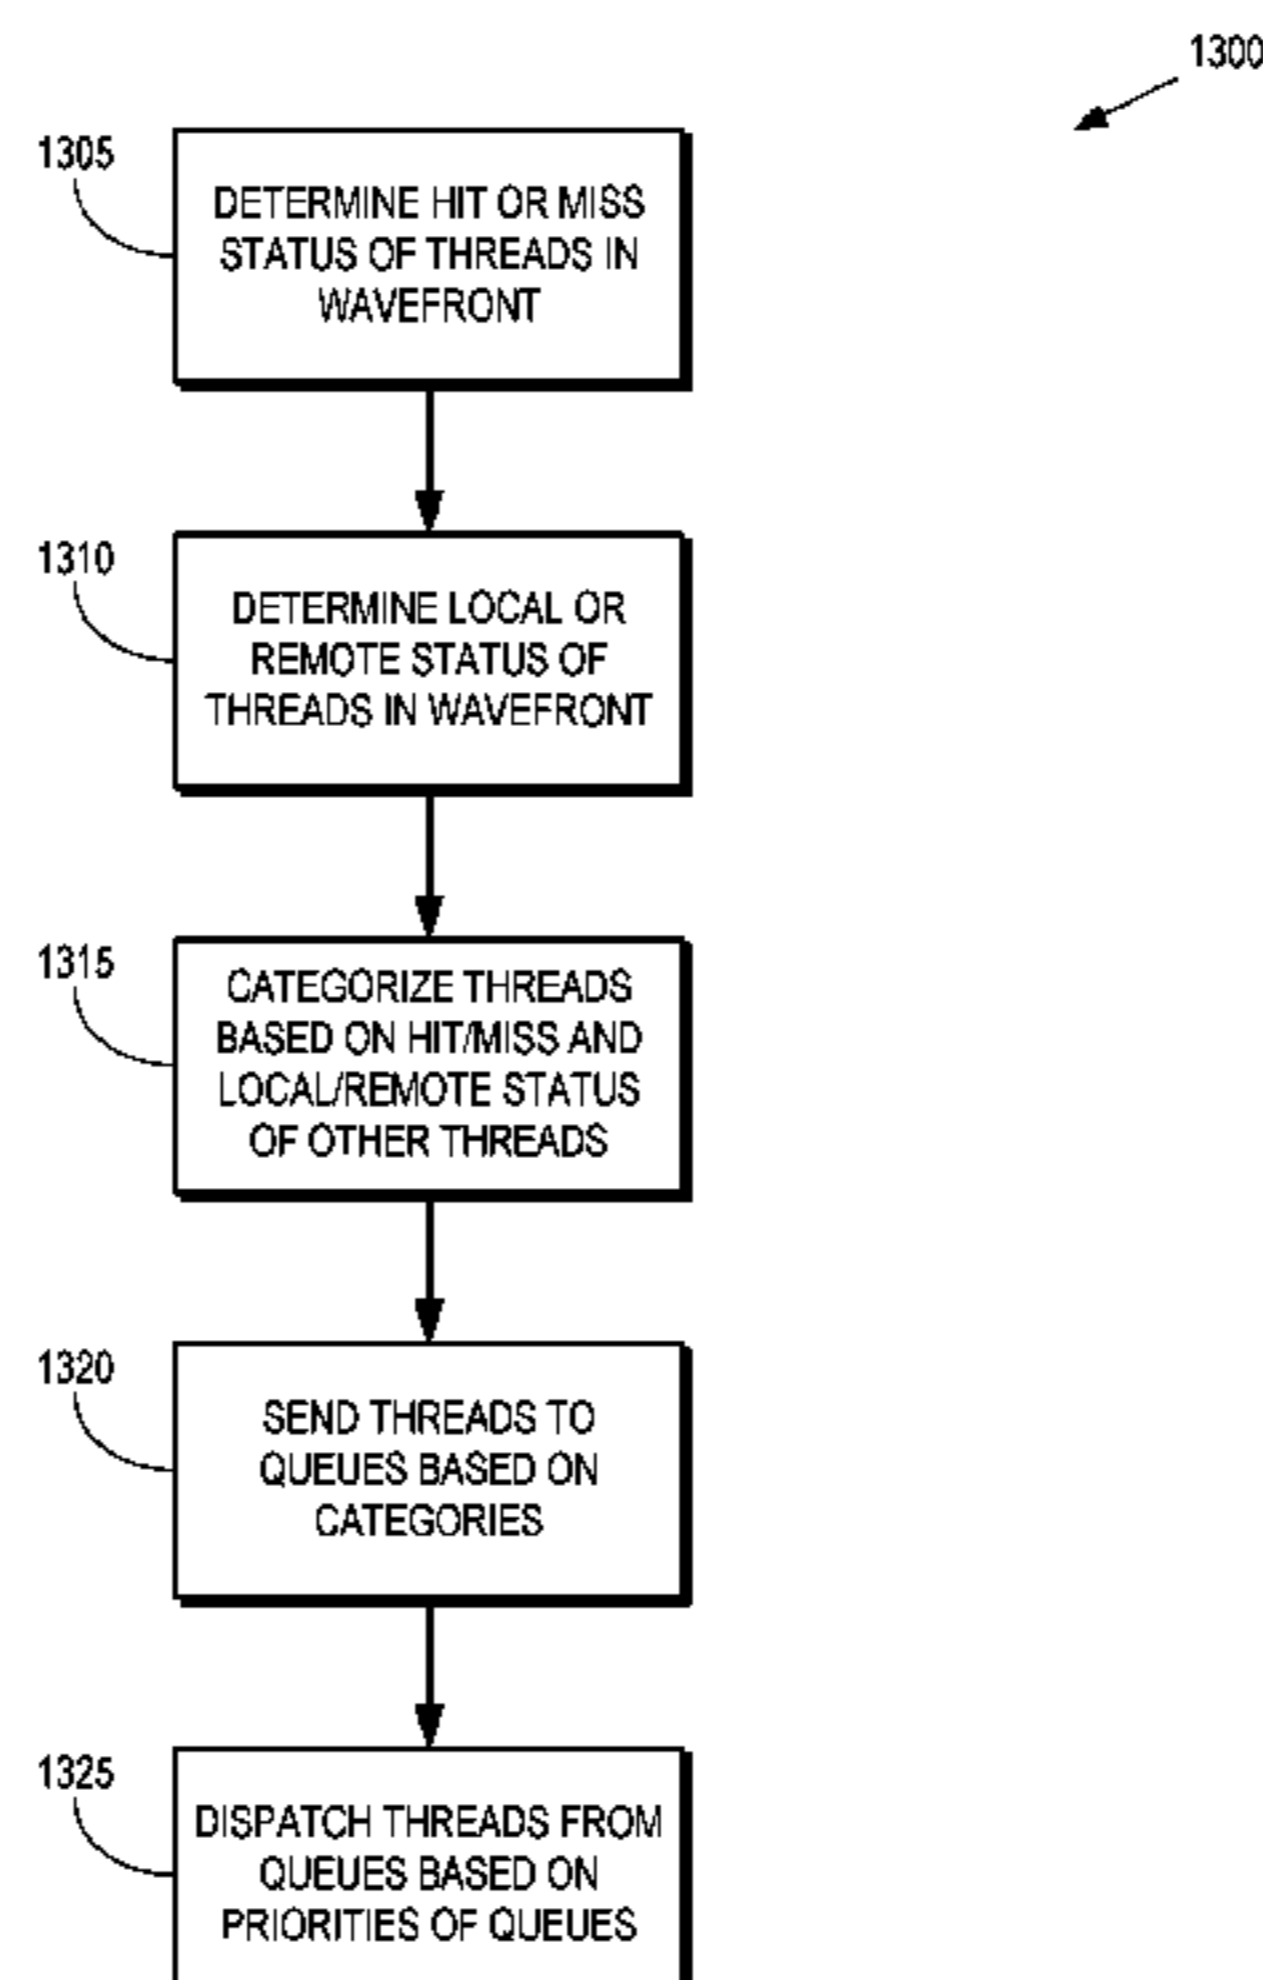 1300
1305
DETERMINE HIT OR MISS
STATUS OF THREADS IN
WAVEFRONT
1310
DETERMINE LOCAL OR
REMOTE STATUS OF
THREADS IN WAVEFRONT
1315
CATEGORIZE THREADS
BASED ON HIT/MISS AND
LOCAL/REMOTE STATUS
OF OTHER THREADS
1320
SEND THREADS TO
QUEUES BASED ON
CATEGORIES
1325
DISPATCH THREADS FROM
QUEUES BASED ON
PRIORITIES OF QUEUES